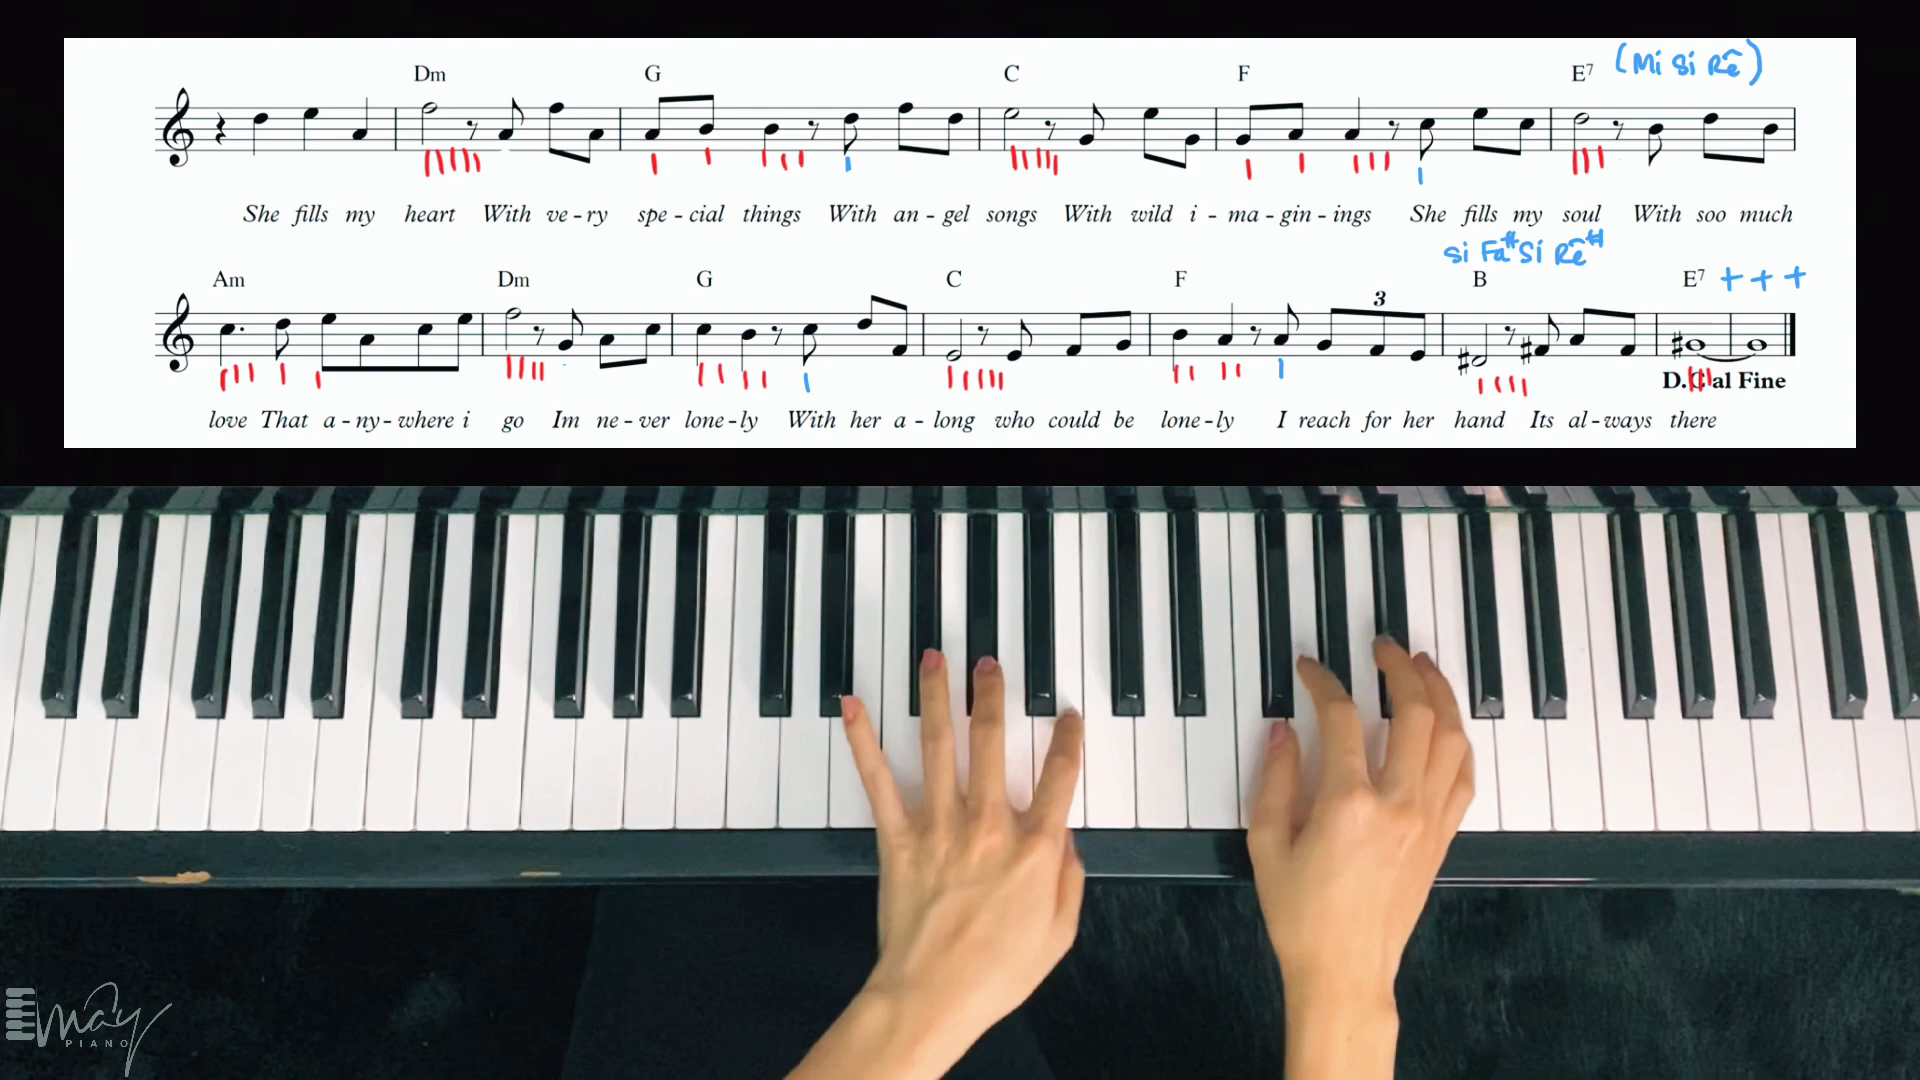 (Mi Si Rê)
Dm G C F E7
She fills my heart With ve-ry spe-cial things With an-gel songs With wild i-ma-gin-ings She fills my soul With soo much
Si Fa# Si Rê#
Am Dm G C F B E7 + + +
3
D.C al Fine
love That a-ny-where i go Im ne-ver lone-ly With her a-long who could be lone-ly I reach for her hand Its al-ways there
May
PIANO